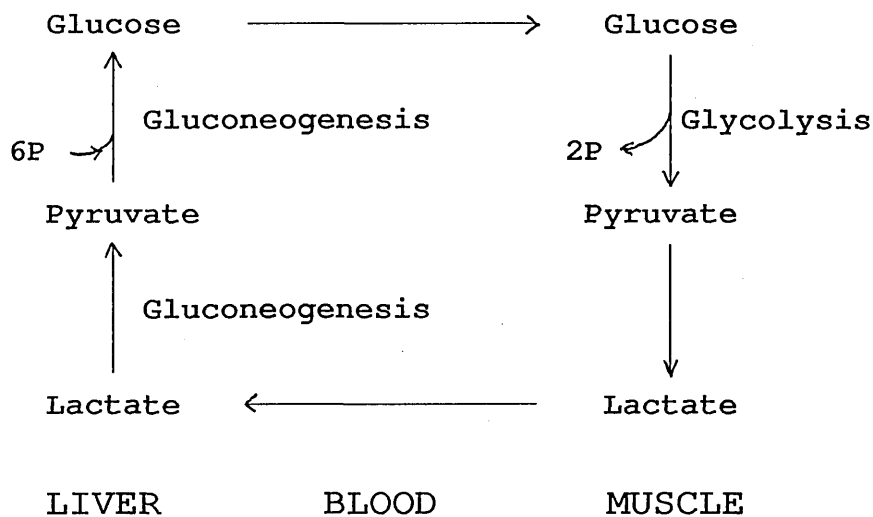 Glucose Glucose
Gluconeogenesis Glycolysis
6P 2P
Pyruvate Pyruvate
Gluconeogenesis
Lactate Lactate
LIVER BLOOD MUSCLE